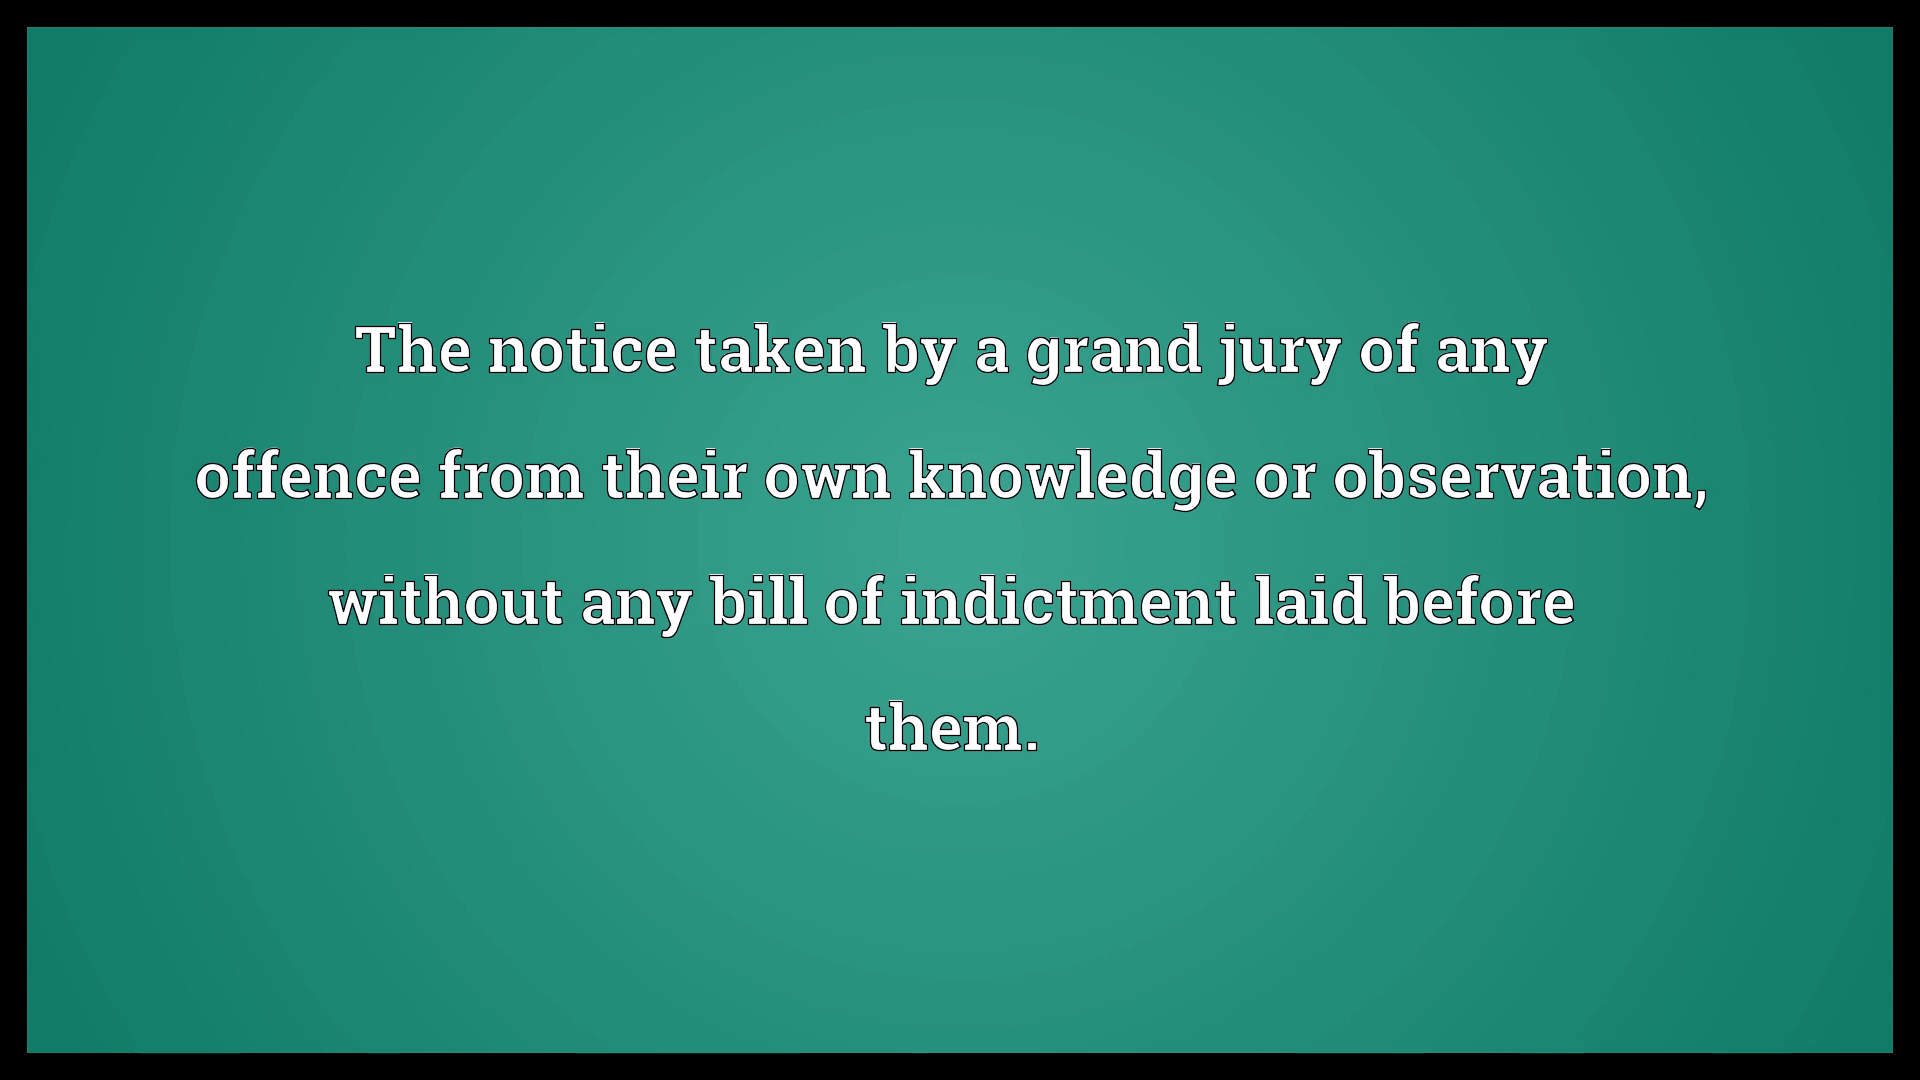 The notice taken by a grand jury of any
offence from their own knowledge or observation,
without any bill of indictment laid before
them.